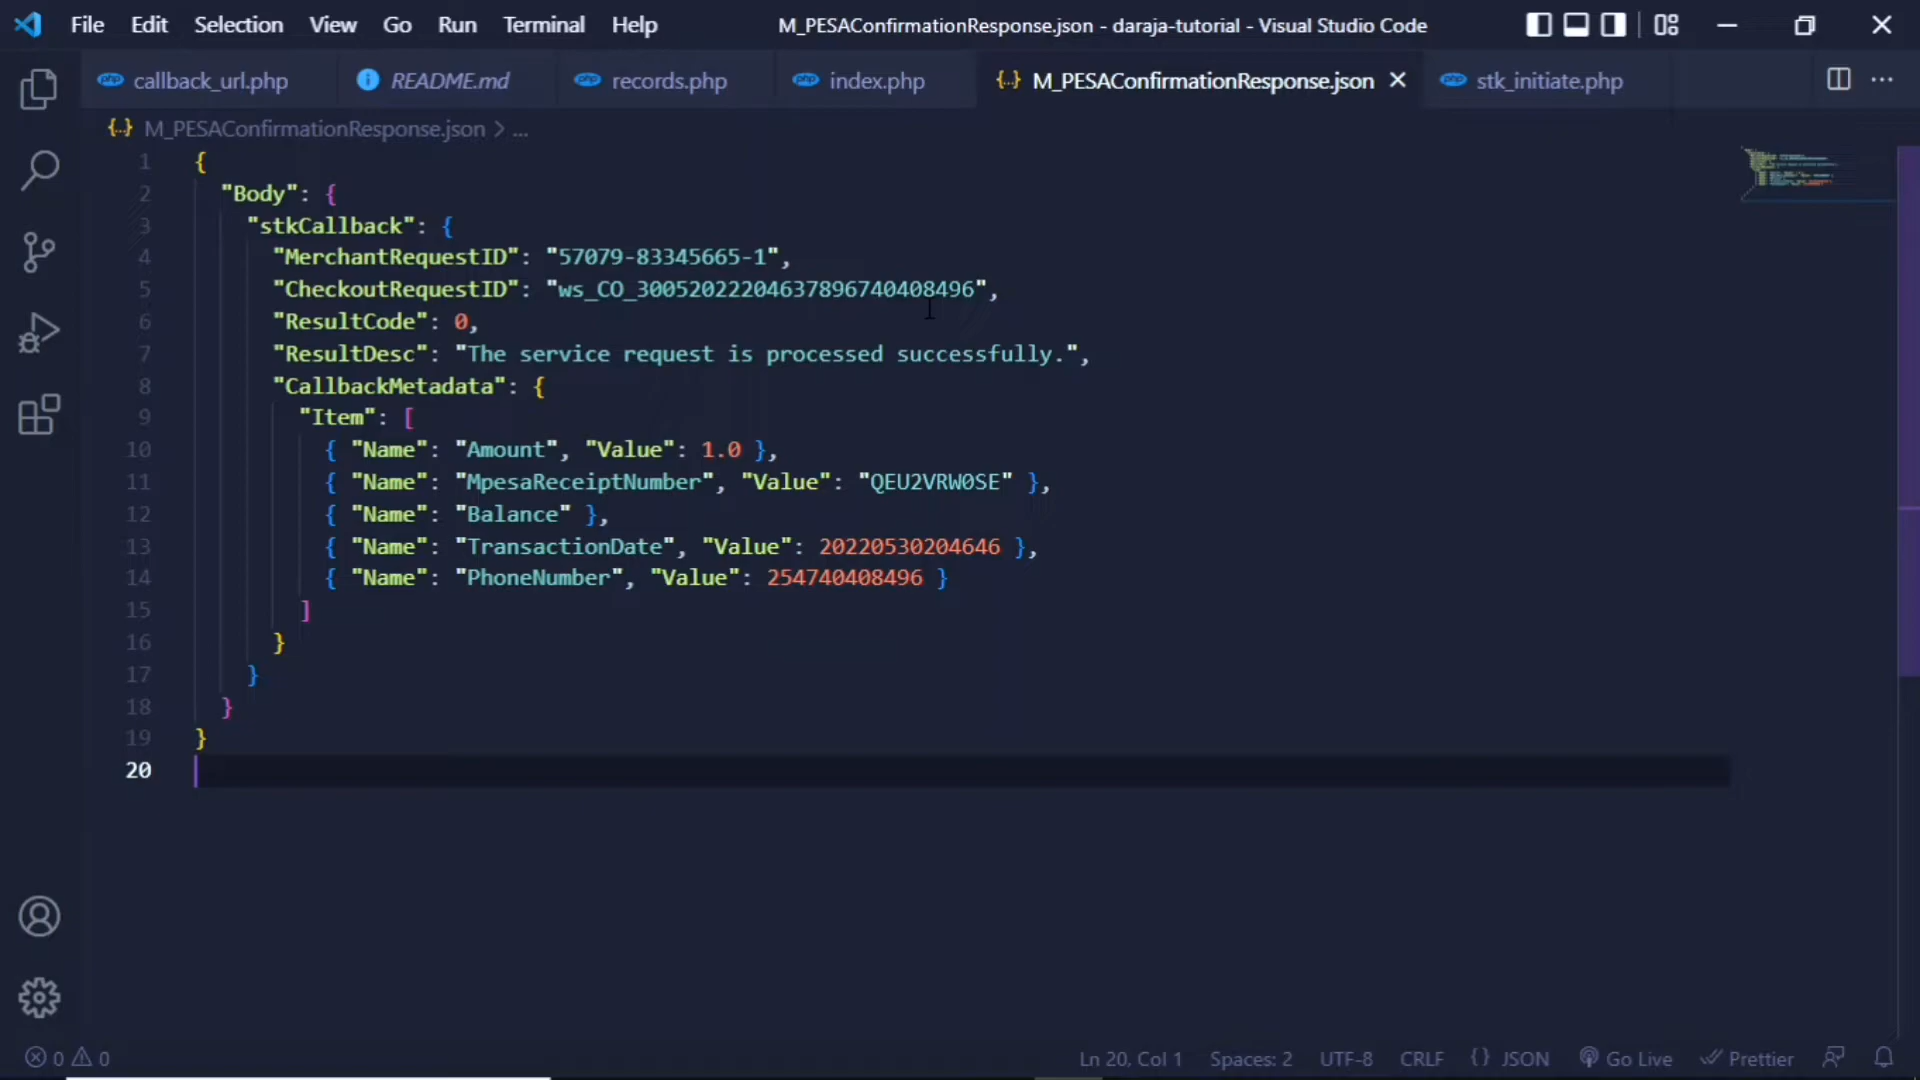 File Edit Selection View Go Run Terminal Help M_PESAConfirmationResponse.json - daraja-tutorial - Visual Studio Code
callback_url.php README.md records.php index.php {..} M_PESAConfirmationResponse.json stk_initiate.php
{..} M_PESAConfirmationResponse.json > ...
1 {
2 "Body": {
3 "stkCallback": {
4 "MerchantRequestID": "57079-83345665-1",
5 "CheckoutRequestID": "ws_CO_30052022204637896740408496",
6 "ResultCode": 0,
7 "ResultDesc": "The service request is processed successfully.",
8 "CallbackMetadata": {
9 "Item": [
10 { "Name": "Amount", "Value": 1.0 },
11 { "Name": "MpesaReceiptNumber", "Value": "QEU2VRW0SE" },
12 { "Name": "Balance" },
13 { "Name": "TransactionDate", "Value": 20220530204646 },
14 { "Name": "PhoneNumber", "Value": 254740408496 }
15 ]
16 }
17 }
18 }
19 }
20
0 0 Ln 20, Col 1 Spaces: 2 UTF-8 CRLF {} JSON Go Live Prettier